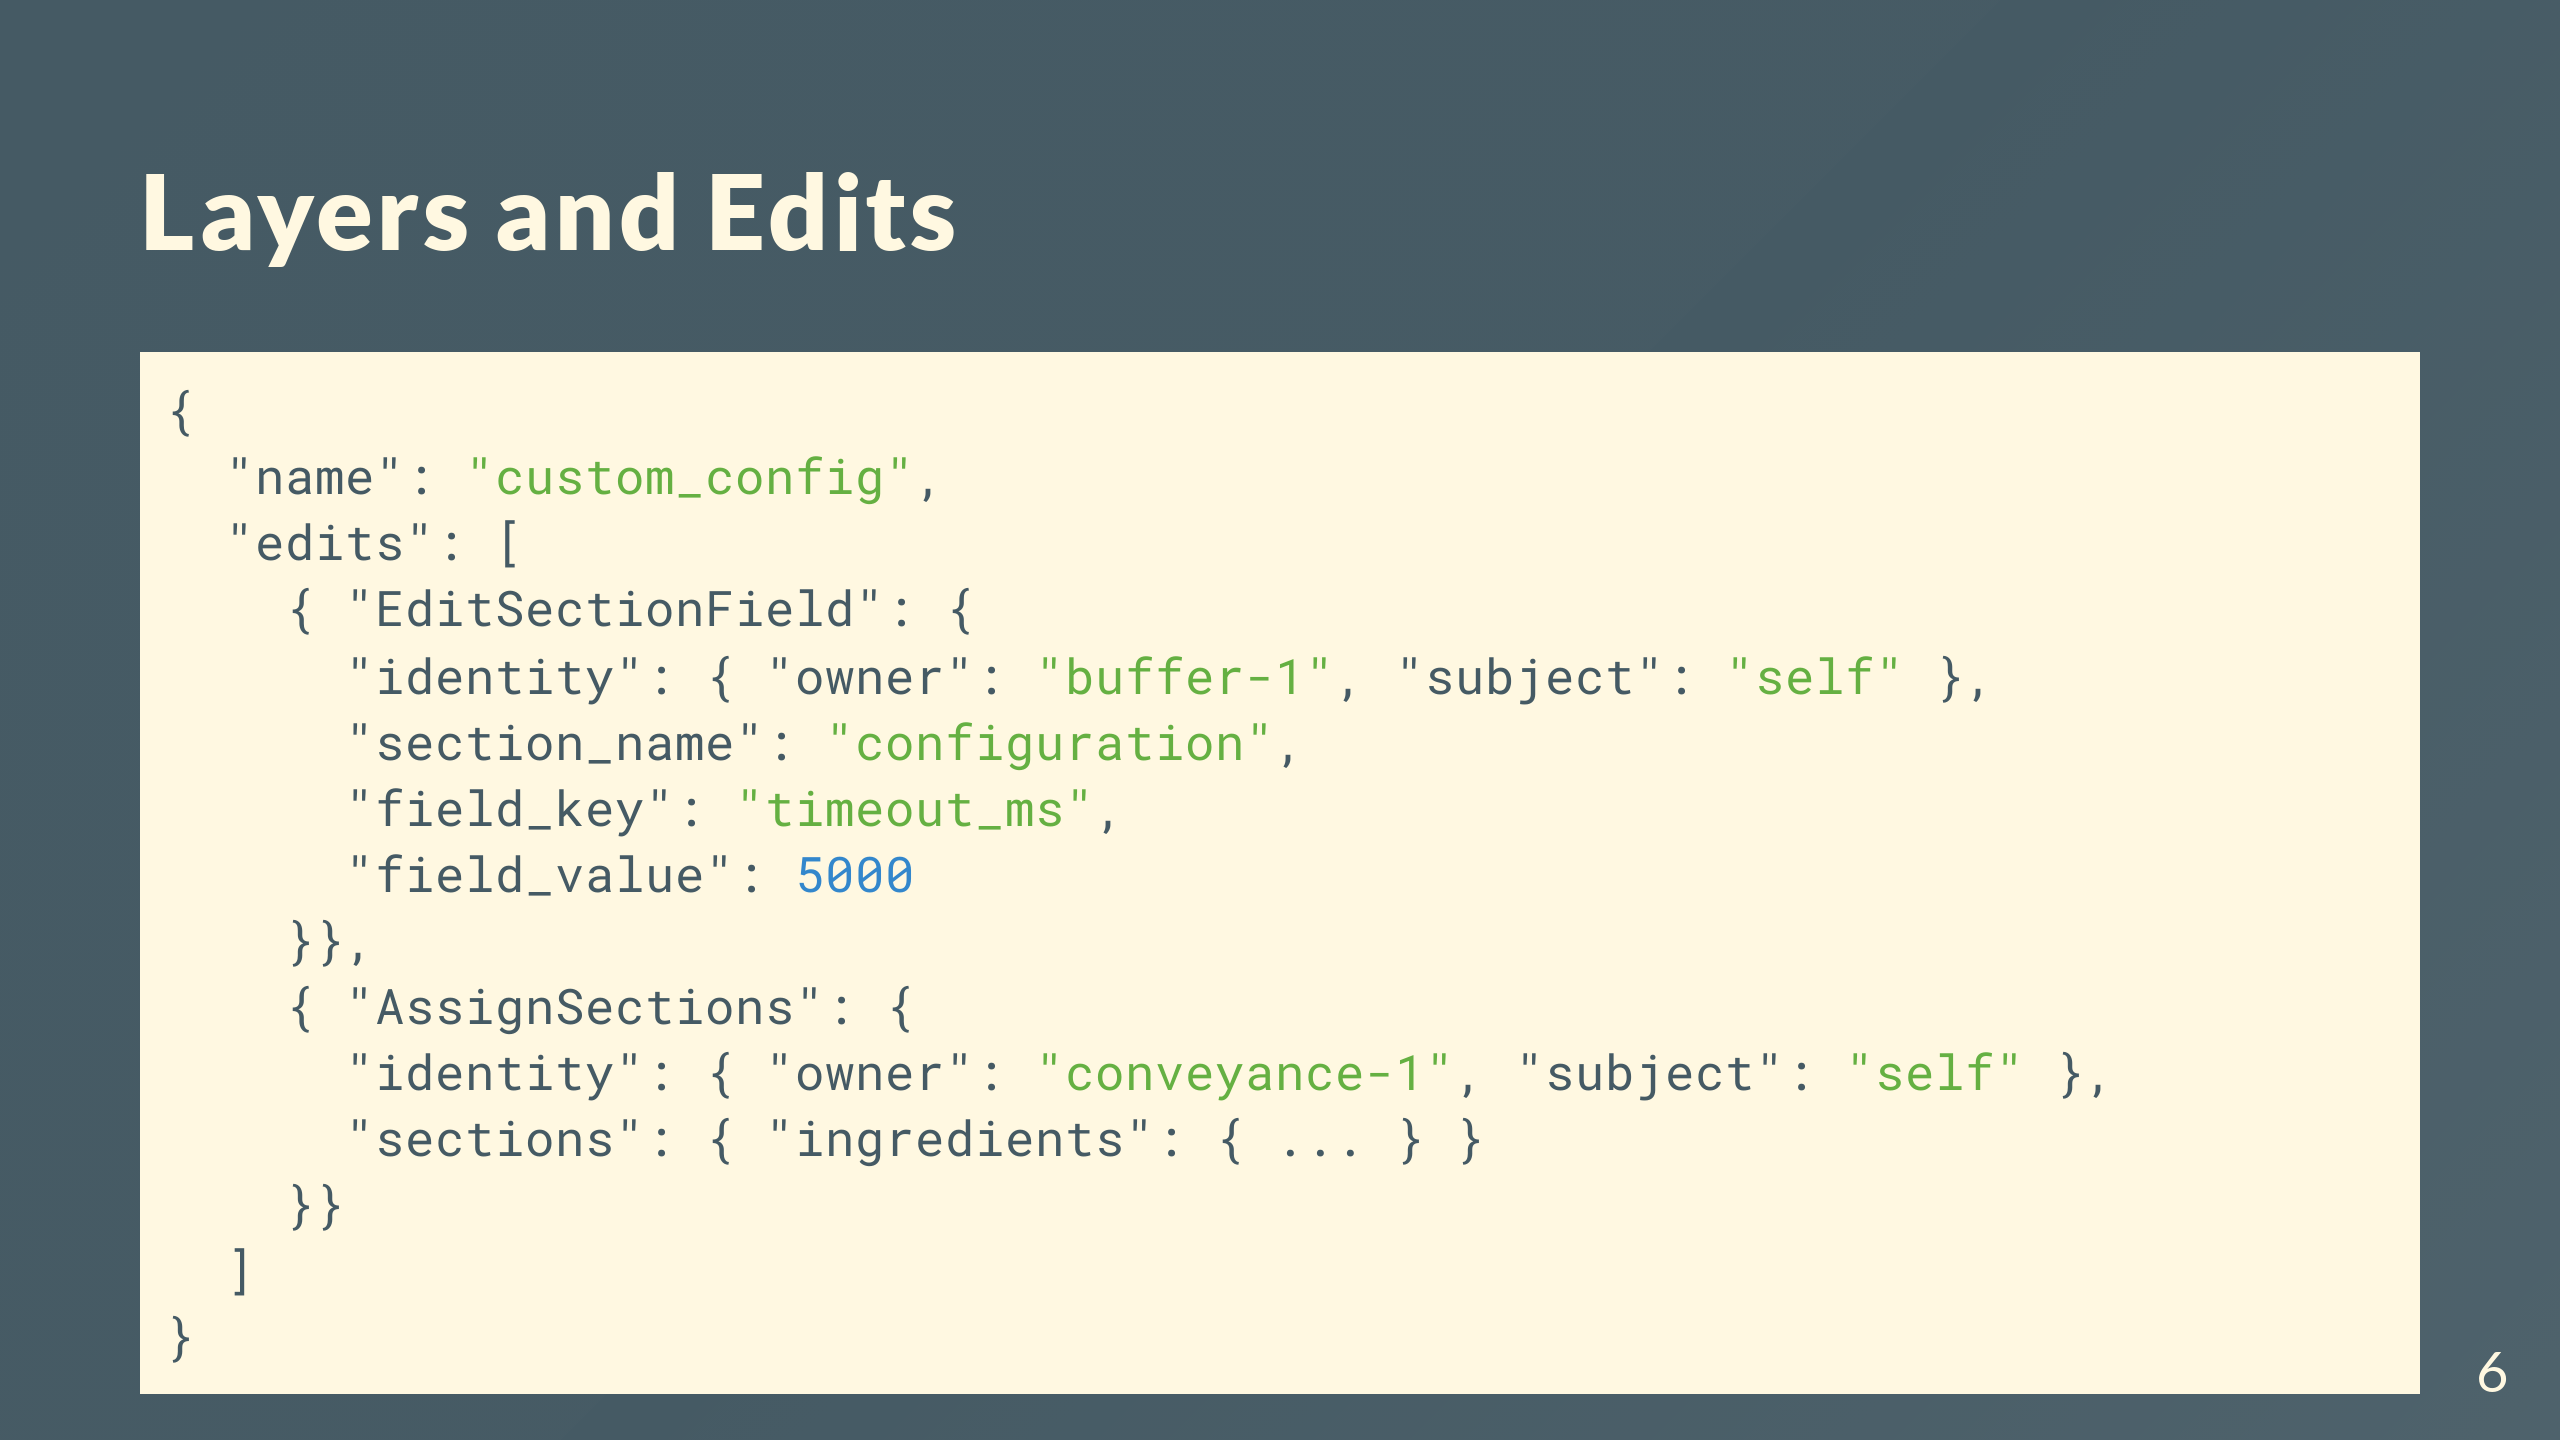 Layers and Edits
{
  "name": "custom_config",
  "edits": [
    { "EditSectionField": {
      "identity": { "owner": "buffer-1", "subject": "self" },
      "section_name": "configuration",
      "field_key": "timeout_ms",
      "field_value": 5000
    }},
    { "AssignSections": {
      "identity": { "owner": "conveyance-1", "subject": "self" },
      "sections": { "ingredients": { ... } }
    }}
  ]
}
6